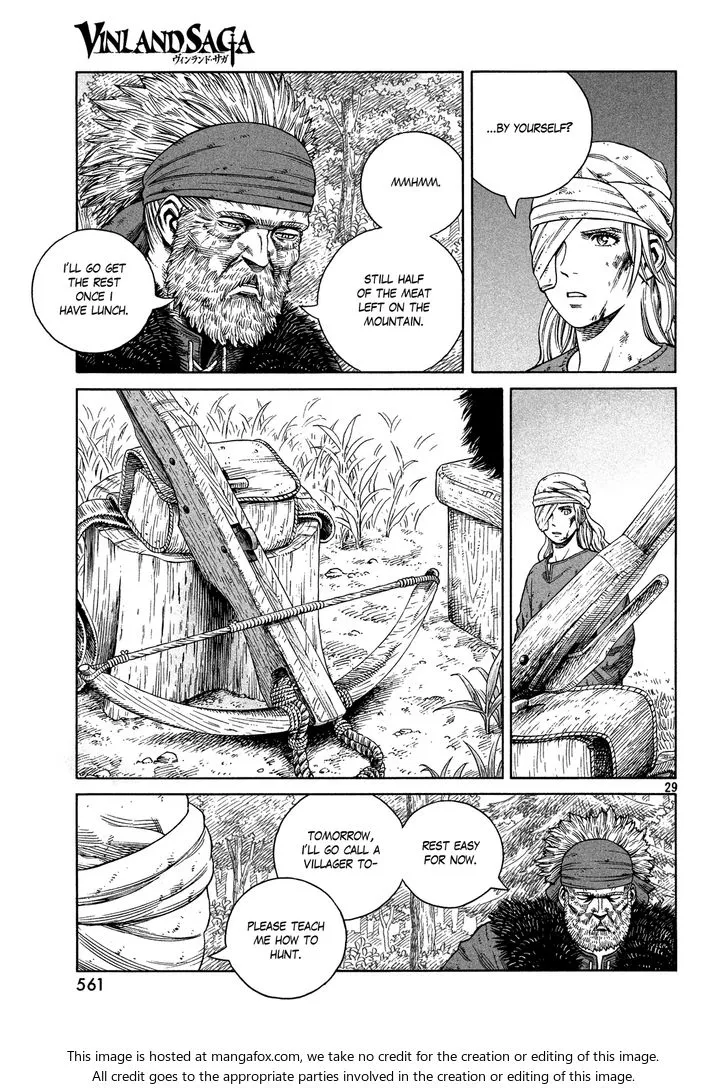 VINLAND SAGA
ヴィンランド・サガ
...BY YOURSELF?
MMHMM.
STILL HALF
OF THE MEAT
LEFT ON THE
MOUNTAIN.
I'LL GO GET
THE REST
ONCE I
HAVE LUNCH.
29
REST EASY
FOR NOW.
TOMORROW,
I'LL GO CALL A
VILLAGER TO-
PLEASE TEACH
ME HOW TO
HUNT.
561
This image is hosted at mangafox.com, we take no credit for the creation or editing of this image.
All credit goes to the appropriate parties involved in the creation or editing of this image.